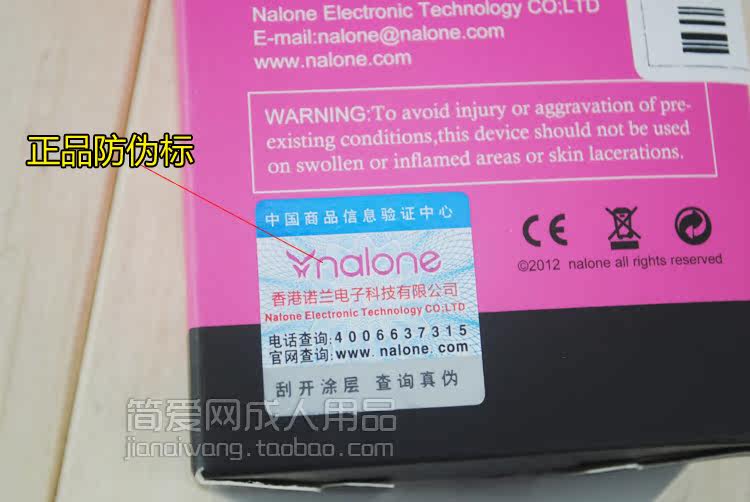 Nalone Electronic Technology CO;LTD
E-mail:nalone@nalone.com
www.nalone.com
WARNING:To avoid injury or aggravation of pre-
existing conditions,this device should not be used
on swollen or inflamed areas or skin lacerations.
正品防伪标
中国商品信息验证中心
nalone
香港诺兰电子科技有限公司
Nalone Electronic Technology CO;LTD
电话查询:4006637315
官网查询:www.nalone.com
刮开涂层 查询真伪
CE
©2012 nalone all rights reserved
简爱网成人用品
jianaiwang.taobao.com